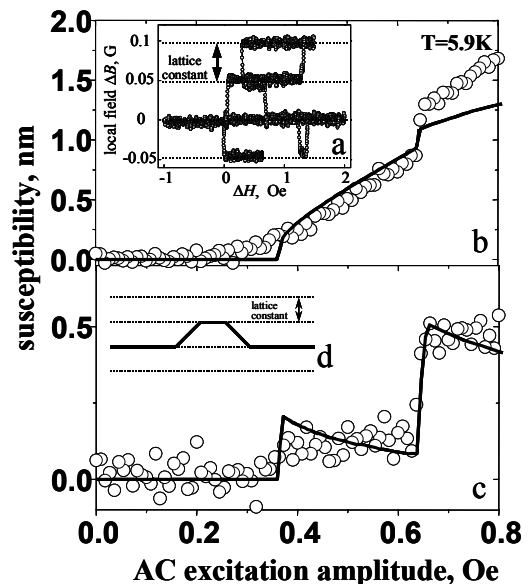 2.0
1.5
1.0
0.5
0.0
T=5.9K
0.1
0.05
0
-0.05
local field ΔB, G
lattice
constant
a
-1 0 1 2
ΔH, Oe
b
susceptibility, nm
0.5
0.0
lattice
constant
d
c
0.0 0.2 0.4 0.6 0.8
AC excitation amplitude, Oe